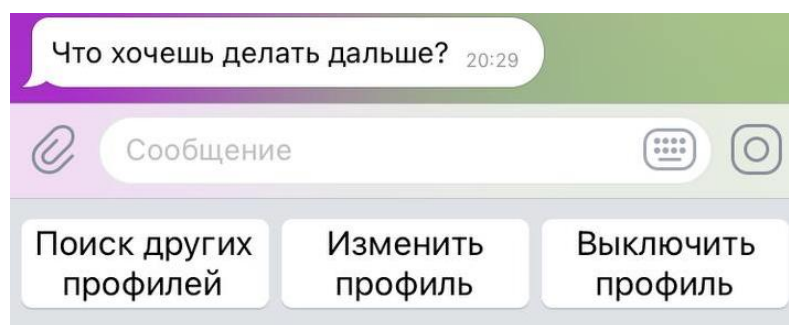 Что хочешь делать дальше? 20:29
Сообщение
Поиск других
профилей
Изменить
профиль
Выключить
профиль